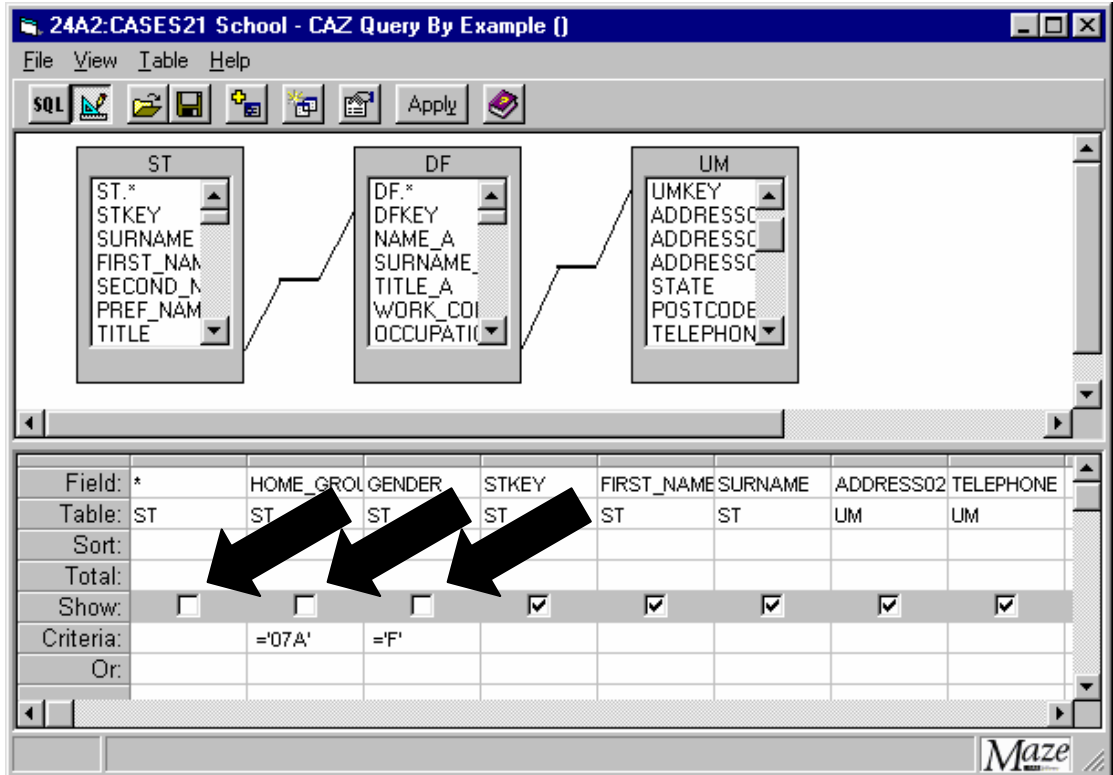 24A2:CASES21 School - CAZ Query By Example ()
File View Table Help
SQL Apply
ST DF UM
ST.* DF.* UMKEY
STKEY DFKEY ADDRESS0
SURNAME NAME_A ADDRESS0
FIRST_NAM SURNAME_ ADDRESS0
SECOND_N TITLE_A STATE
PREF_NAM WORK_CO POSTCODE
TITLE OCCUPATI TELEPHON
Field: * HOME_GROU GENDER STKEY FIRST_NAME SURNAME ADDRESS02 TELEPHONE
Table: ST ST ST ST ST ST UM UM
Sort:
Total:
Show:
Criteria: ='07A' ='F'
Or:
Maze